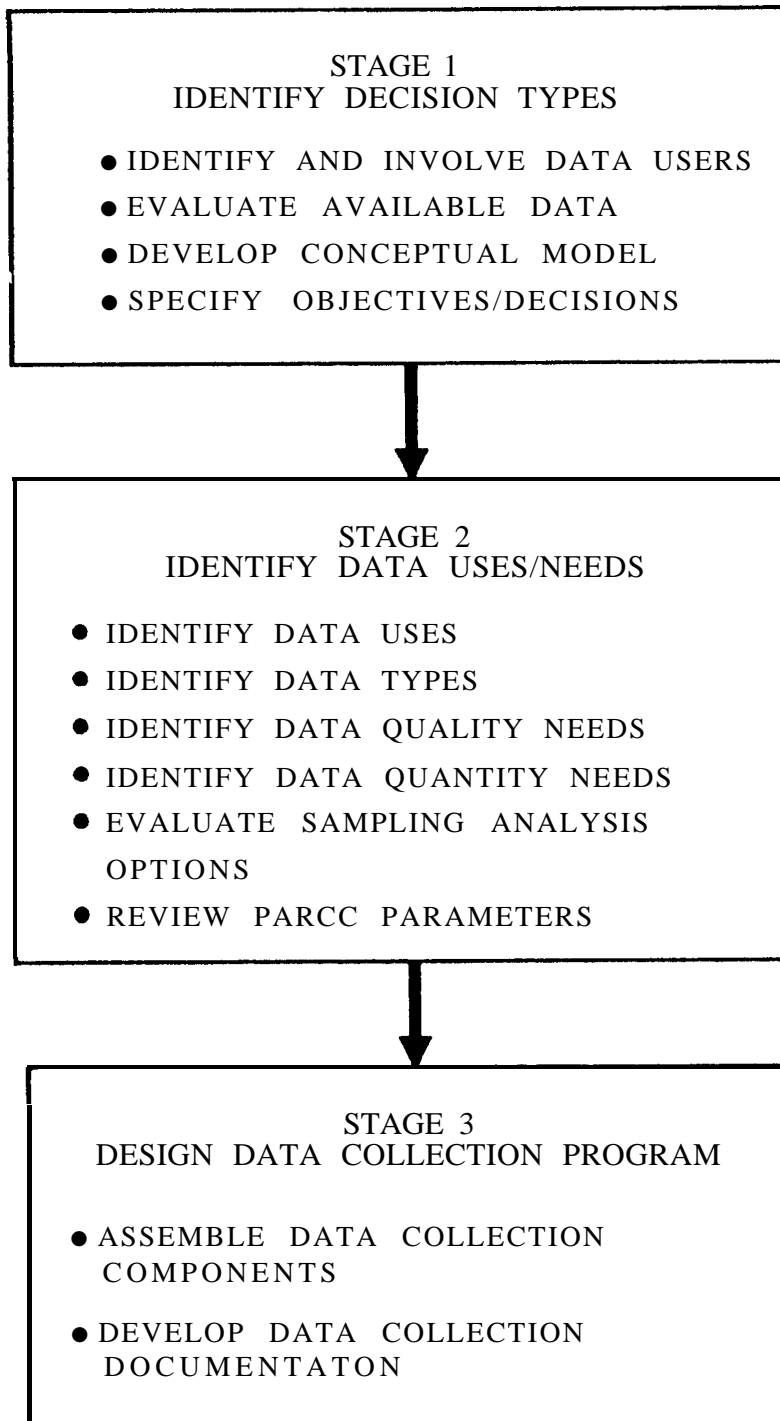 STAGE 1
IDENTIFY DECISION TYPES
● IDENTIFY AND INVOLVE DATA USERS
● EVALUATE AVAILABLE DATA
● DEVELOP CONCEPTUAL MODEL
● SPECIFY OBJECTIVES/DECISIONS
STAGE 2
IDENTIFY DATA USES/NEEDS
● IDENTIFY DATA USES
● IDENTIFY DATA TYPES
● IDENTIFY DATA QUALITY NEEDS
● IDENTIFY DATA QUANTITY NEEDS
● EVALUATE SAMPLING ANALYSIS
OPTIONS
● REVIEW PARCC PARAMETERS
STAGE 3
DESIGN DATA COLLECTION PROGRAM
● ASSEMBLE DATA COLLECTION
COMPONENTS
● DEVELOP DATA COLLECTION
DOCUMENTATON